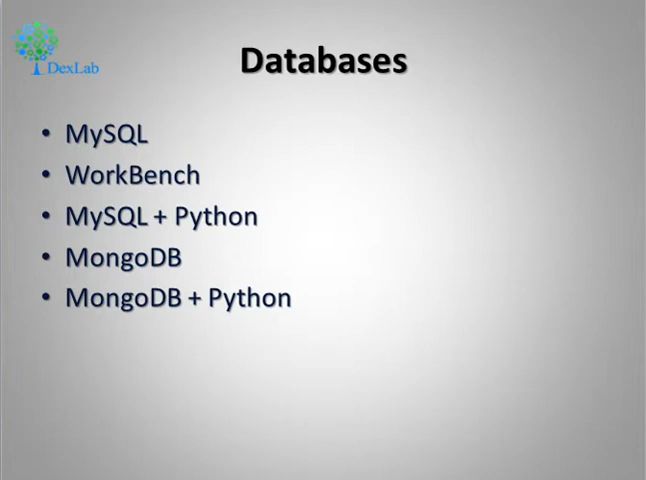 DexLab
Databases
• MySQL
• WorkBench
• MySQL + Python
• MongoDB
• MongoDB + Python